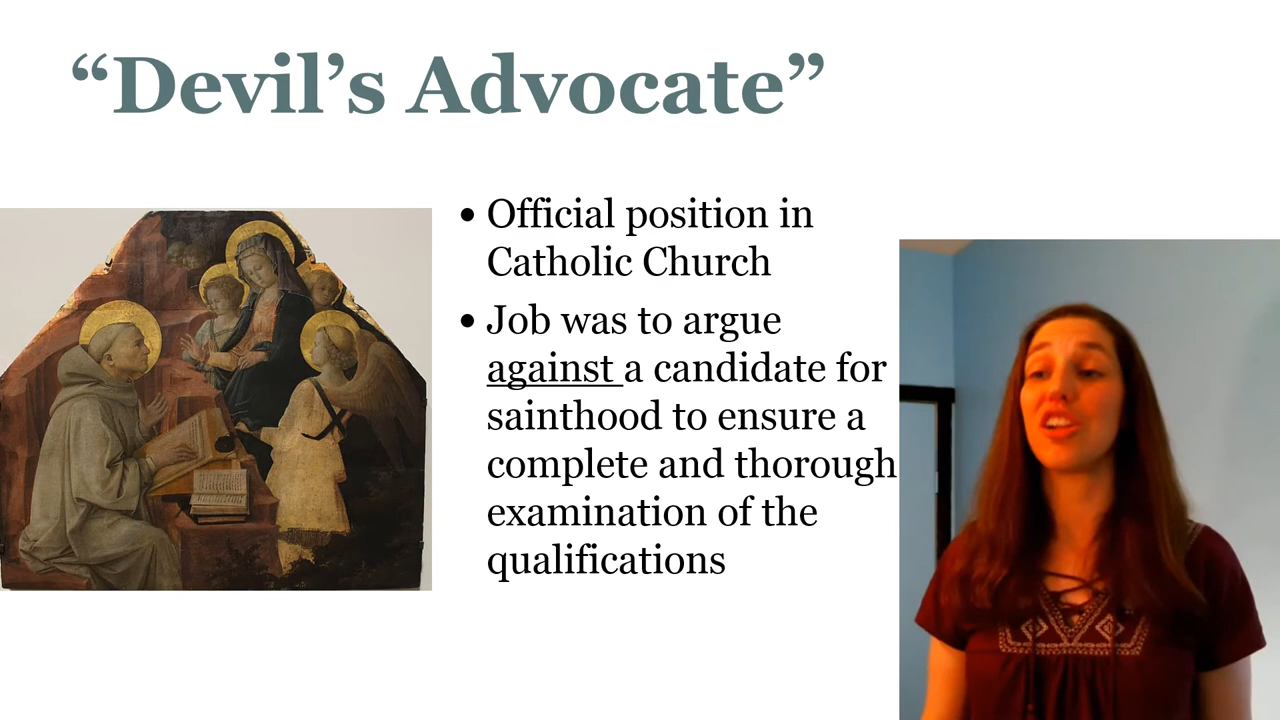 “Devil’s Advocate”
• Official position in
Catholic Church
• Job was to argue
against a candidate for
sainthood to ensure a
complete and thorough
examination of the
qualifications